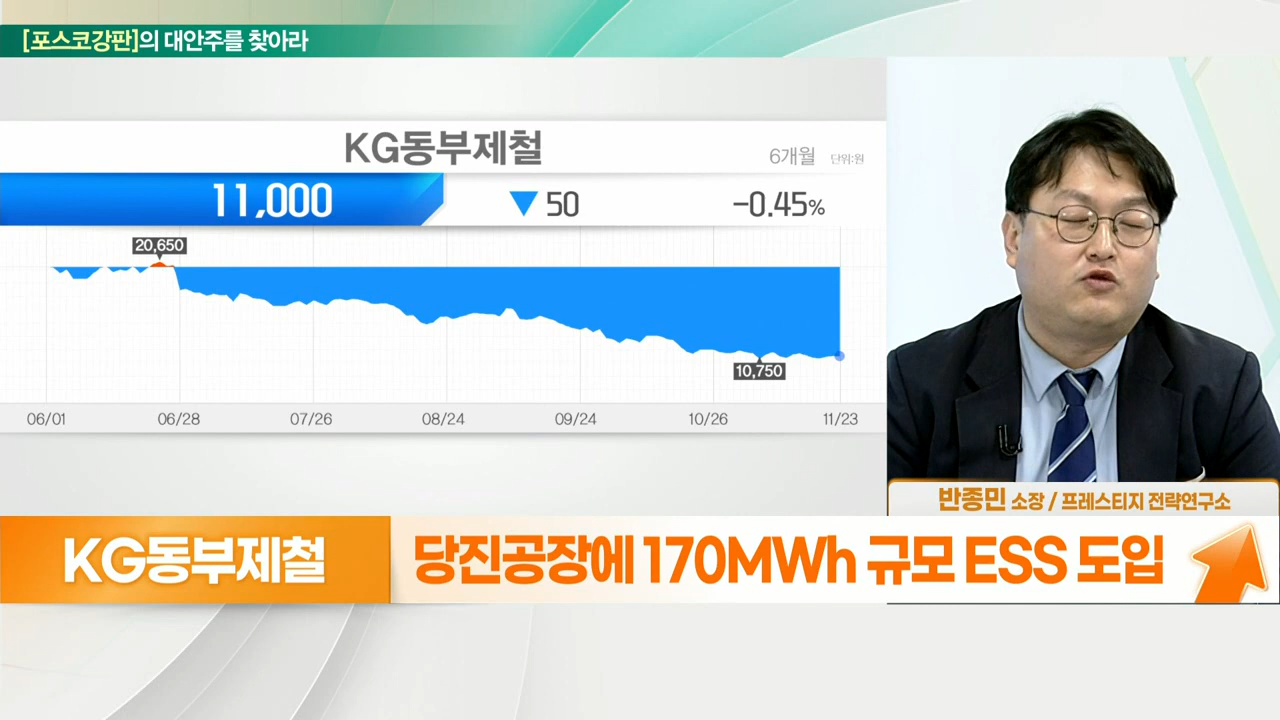 [포스코강판]의 대안주를 찾아라
KG동부제철
6개월 단위:원
11,000 ▼ 50 -0.45%
20,650
10,750
06/01 06/28 07/26 08/24 09/24 10/26 11/23
반종민 소장 / 프레스티지 전략연구소
KG동부제철 당진공장에 170MWh 규모 ESS 도입